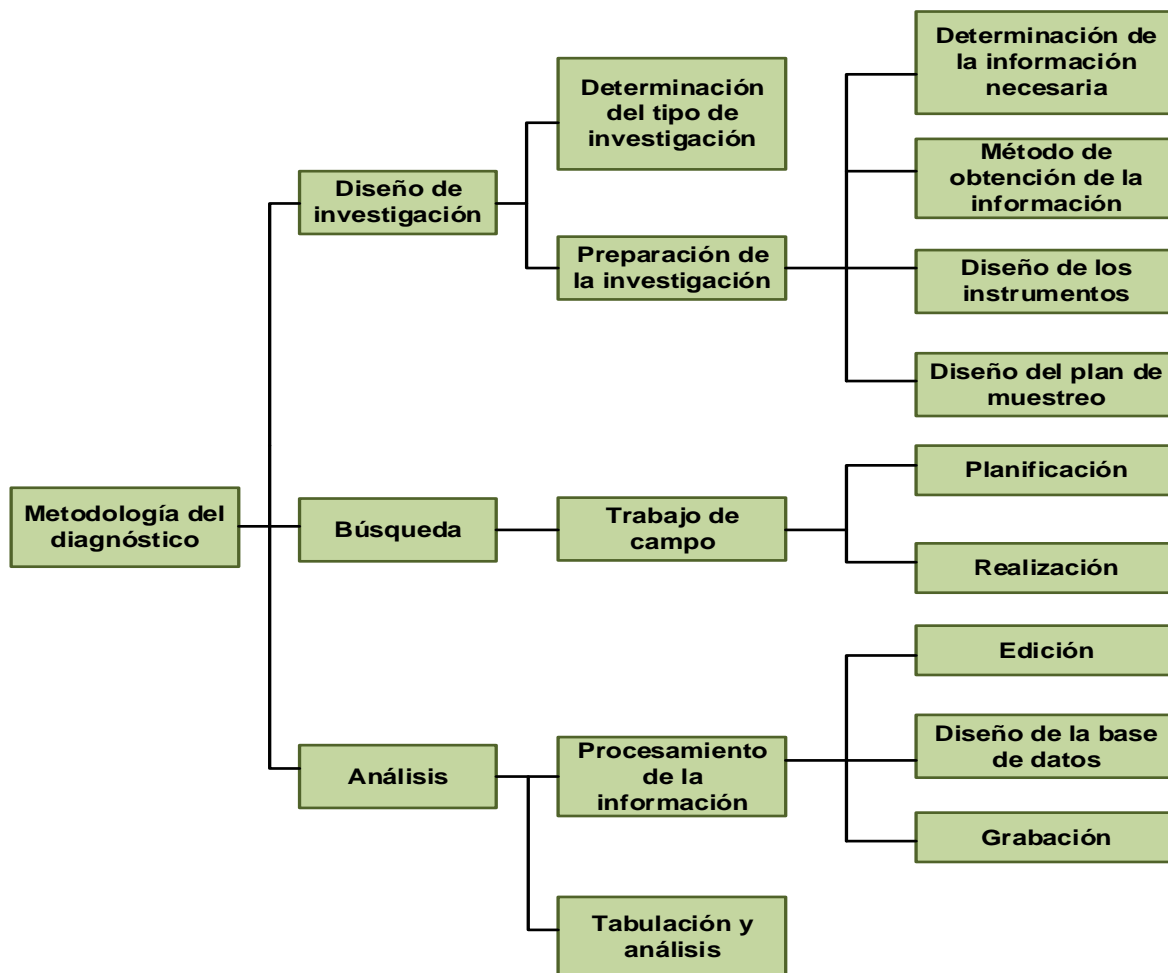 Metodología del
diagnóstico
Diseño de
investigación
Determinación
del tipo de
investigación
Preparación de
la investigación
Determinación de
la información
necesaria
Método de
obtención de la
información
Diseño de los
instrumentos
Diseño del plan de
muestreo
Búsqueda
Trabajo de
campo
Planificación
Realización
Análisis
Procesamiento
de la
información
Edición
Diseño de la base
de datos
Grabación
Tabulación y
análisis